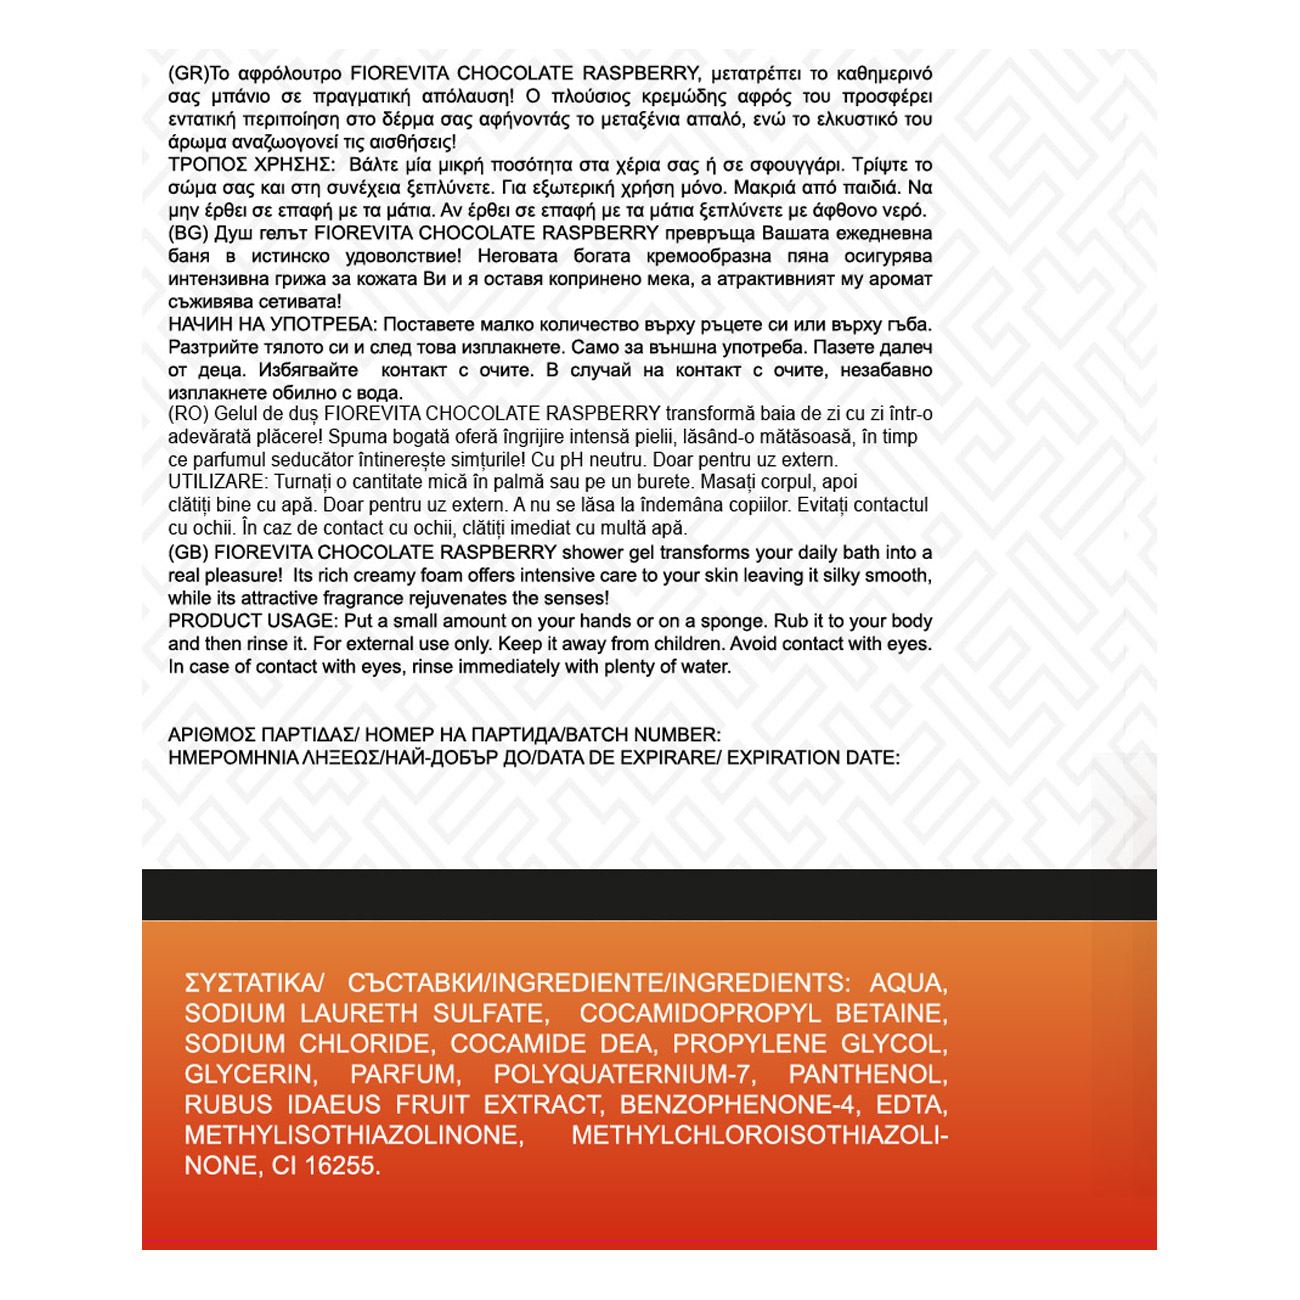 (GR)Το αφρόλουτρο FIOREVITA CHOCOLATE RASPBERRY, μετατρέπει το καθημερινό
σας μπάνιο σε πραγματική απόλαυση! Ο πλούσιος κρεμώδης αφρός του προσφέρει
εντατική περιποίηση στο δέρμα σας αφήνοντάς το μεταξένια απαλό, ενώ το ελκυστικό του
άρωμα αναζωογονεί τις αισθήσεις!
ΤΡΟΠΟΣ ΧΡΗΣΗΣ: Βάλτε μία μικρή ποσότητα στα χέρια σας ή σε σφουγγάρι. Τρίψτε το
σώμα σας και στη συνέχεια ξεπλύνετε. Για εξωτερική χρήση μόνο. Μακριά από παιδιά. Να
μην έρθει σε επαφή με τα μάτια. Αν έρθει σε επαφή με τα μάτια ξεπλύνετε με άφθονο νερό.
(BG) Душ гелът FIOREVITA CHOCOLATE RASPBERRY превръща Вашата ежедневна
баня в истинско удоволствие! Неговата богата кремообразна пяна осигурява
интензивна грижа за кожата Ви и я оставя копринено мека, а атрактивният му аромат
съживява сетивата!
НАЧИН НА УПОТРЕБА: Поставете малко количество върху ръцете си или върху гъба.
Разтрийте тялото си и след това изплакнете. Само за външна употреба. Пазете далеч
от деца. Избягвайте контакт с очите. В случай на контакт с очите, незабавно
изплакнете обилно с вода.
(RO) Gelul de duș FIOREVITA CHOCOLATE RASPBERRY transformă baia de zi cu zi într-o
adevărată plăcere! Spuma bogată oferă îngrijire intensă pielii, lăsând-o mătăsoasă, în timp
ce parfumul seducător întinerește simțurile! Cu pH neutru. Doar pentru uz extern.
UTILIZARE: Turnați o cantitate mică în palmă sau pe un burete. Masați corpul, apoi
clătiți bine cu apă. Doar pentru uz extern. A nu se lăsa la îndemâna copiilor. Evitați contactul
cu ochii. În caz de contact cu ochii, clătiți imediat cu multă apă.
(GB) FIOREVITA CHOCOLATE RASPBERRY shower gel transforms your daily bath into a
real pleasure! Its rich creamy foam offers intensive care to your skin leaving it silky smooth,
while its attractive fragrance rejuvenates the senses!
PRODUCT USAGE: Put a small amount on your hands or on a sponge. Rub it to your body
and then rinse it. For external use only. Keep it away from children. Avoid contact with eyes.
In case of contact with eyes, rinse immediately with plenty of water.
ΑΡΙΘΜΟΣ ΠΑΡΤΙΔΑΣ/ НОМЕР НА ПАРТИДА/BATCH NUMBER:
ΗΜΕΡΟΜΗΝΙΑ ΛΗΞΕΩΣ/НАЙ-ДОБЪР ДО/DATA DE EXPIRARE/ EXPIRATION DATE:
ΣΥΣΤΑΤΙΚΑ/ СЪСТАВКИ/INGREDIENTE/INGREDIENTS: AQUA,
SODIUM LAURETH SULFATE, COCAMIDOPROPYL BETAINE,
SODIUM CHLORIDE, COCAMIDE DEA, PROPYLENE GLYCOL,
GLYCERIN, PARFUM, POLYQUATERNIUM-7, PANTHENOL,
RUBUS IDAEUS FRUIT EXTRACT, BENZOPHENONE-4, EDTA,
METHYLISOTHIAZOLINONE, METHYLCHLOROISOTHIAZOLI-
NONE, CI 16255.